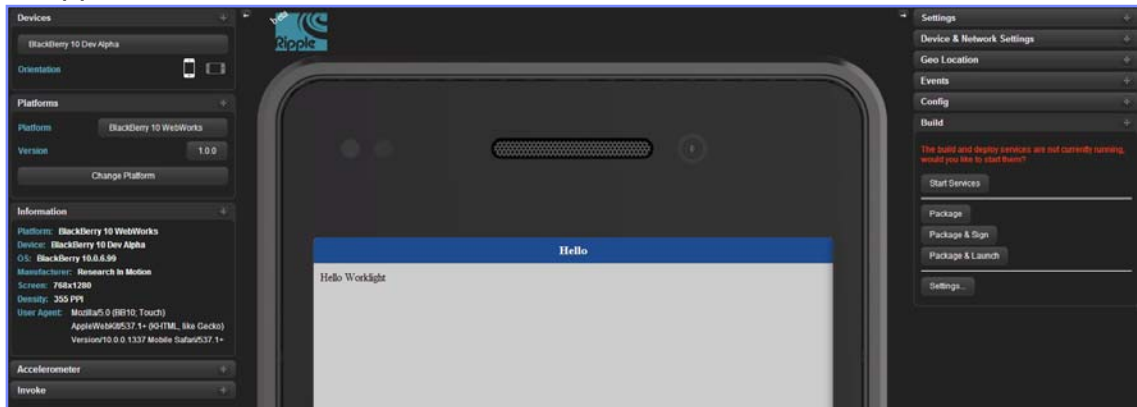 Devices
BlackBerry 10 Dev Alpha
Orientation
Platforms
Platform BlackBerry 10 WebWorks
Version 1.0.0
Change Platform
Information
Platform: BlackBerry 10 WebWorks
Device: BlackBerry 10 Dev Alpha
OS: BlackBerry 10.0.6.99
Manufacturer: Research In Motion
Screen: 768x1280
Density: 355 PPI
User Agent: Mozilla/5.0 (BB10; Touch)
AppleWebKit/537.1+ (KHTML, like Gecko)
Version/10.0.0.1337 Mobile Safari/537.1+
Accelerometer
Invoke
beta
Ripple
Hello
Hello Worklight
Settings
Device & Network Settings
Geo Location
Events
Config
Build
The build and deploy services are not currently running,
would you like to start them?
Start Services
Package
Package & Sign
Package & Launch
Settings...